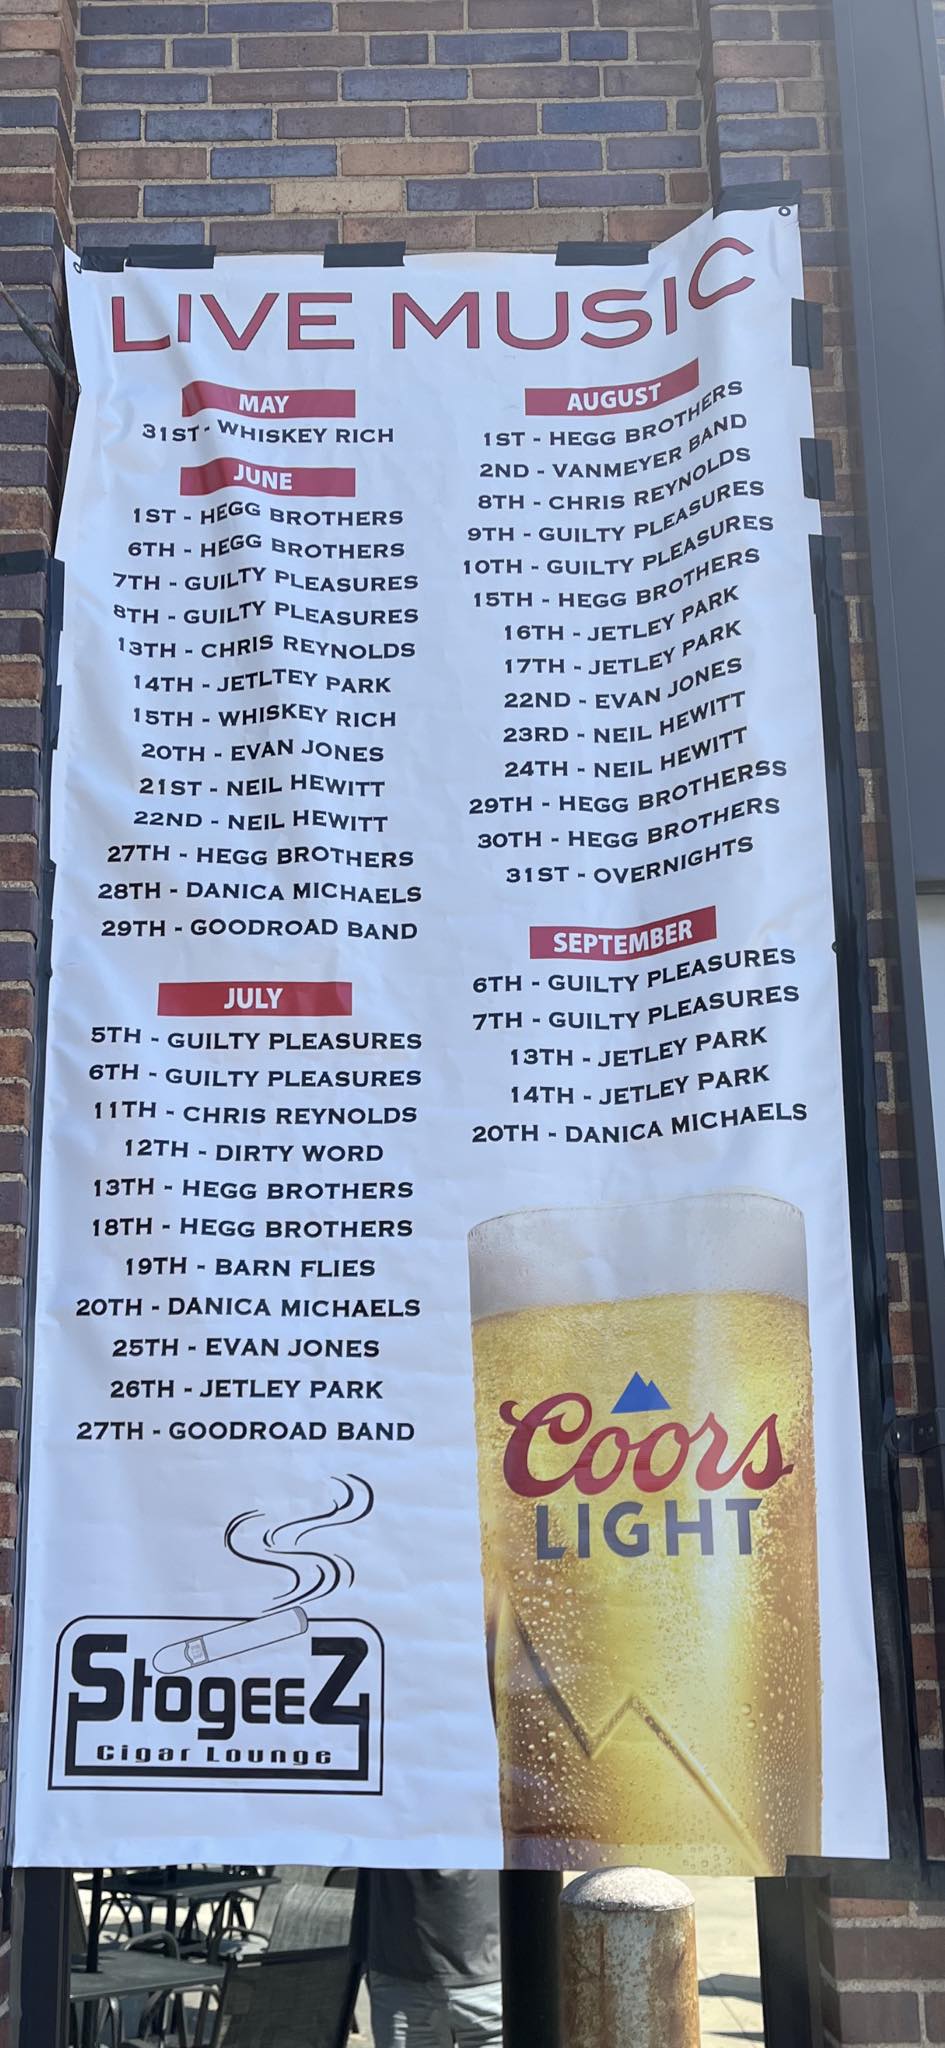 LIVE MUSIC
MAY
31ST - WHISKEY RICH
JUNE
1ST - HEGG BROTHERS
6TH - HEGG BROTHERS
7TH - GUILTY PLEASURES
8TH - GUILTY PLEASURES
13TH - CHRIS REYNOLDS
14TH - JETLTEY PARK
15TH - WHISKEY RICH
20TH - EVAN JONES
21ST - NEIL HEWITT
22ND - NEIL HEWITT
27TH - HEGG BROTHERS
28TH - DANICA MICHAELS
29TH - GOODROAD BAND
JULY
5TH - GUILTY PLEASURES
6TH - GUILTY PLEASURES
11TH - CHRIS REYNOLDS
12TH - DIRTY WORD
13TH - HEGG BROTHERS
18TH - HEGG BROTHERS
19TH - BARN FLIES
20TH - DANICA MICHAELS
25TH - EVAN JONES
26TH - JETLEY PARK
27TH - GOODROAD BAND
AUGUST
1ST - HEGG BROTHERS
2ND - VANMEYER BAND
8TH - CHRIS REYNOLDS
9TH - GUILTY PLEASURES
10TH - GUILTY PLEASURES
15TH - HEGG BROTHERS
16TH - JETLEY PARK
17TH - JETLEY PARK
22ND - EVAN JONES
23RD - NEIL HEWITT
24TH - NEIL HEWITT
29TH - HEGG BROTHERSS
30TH - HEGG BROTHERS
31ST - OVERNIGHTS
SEPTEMBER
6TH - GUILTY PLEASURES
7TH - GUILTY PLEASURES
13TH - JETLEY PARK
14TH - JETLEY PARK
20TH - DANICA MICHAELS
StogeeZ
Cigar Lounge
Coors
LIGHT